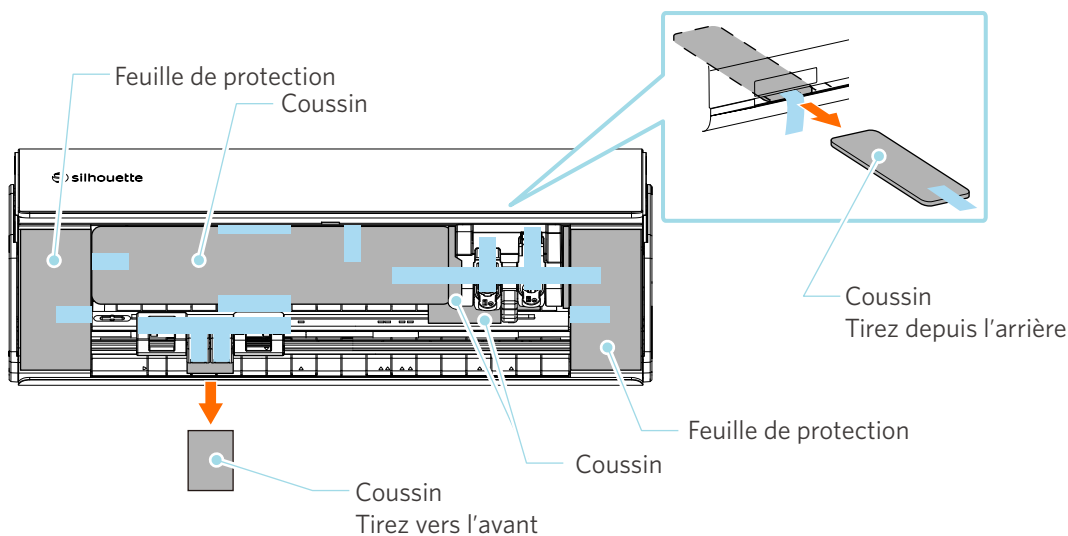 Feuille de protection
Coussin
silhouette
Coussin
Tirez depuis l'arrière
Feuille de protection
Coussin
Coussin
Tirez vers l'avant